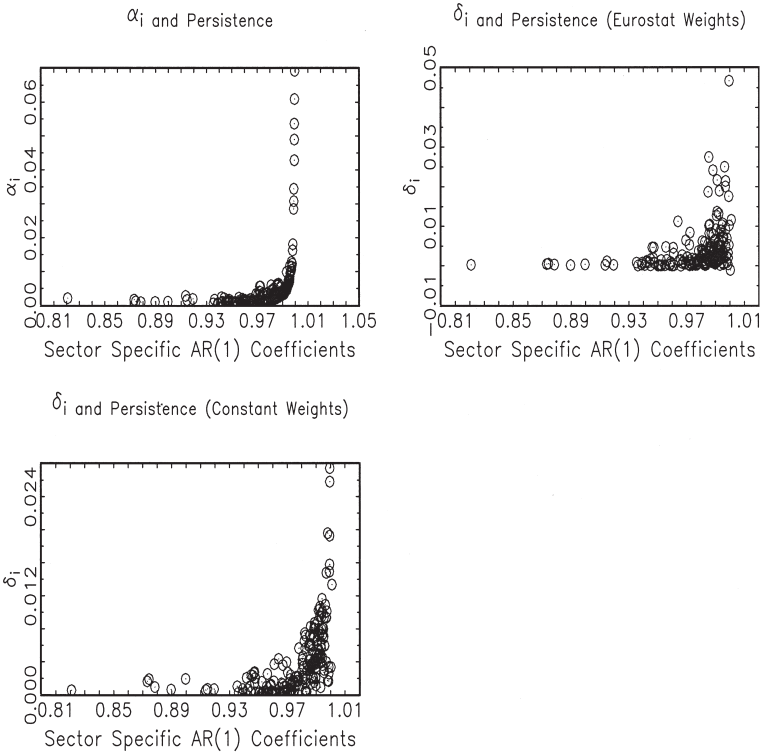 αi and Persistence
0.06
0.04
0.02
0.00
αi
0.81 0.85 0.89 0.93 0.97 1.01 1.05
Sector Specific AR(1) Coefficients
δi and Persistence (Eurostat Weights)
0.05
0.03
0.01
−0.01
δi
0.81 0.85 0.89 0.93 0.97 1.01
Sector Specific AR(1) Coefficients
δi and Persistence (Constant Weights)
0.024
0.012
0.000
δi
0.81 0.85 0.89 0.93 0.97 1.01
Sector Specific AR(1) Coefficients